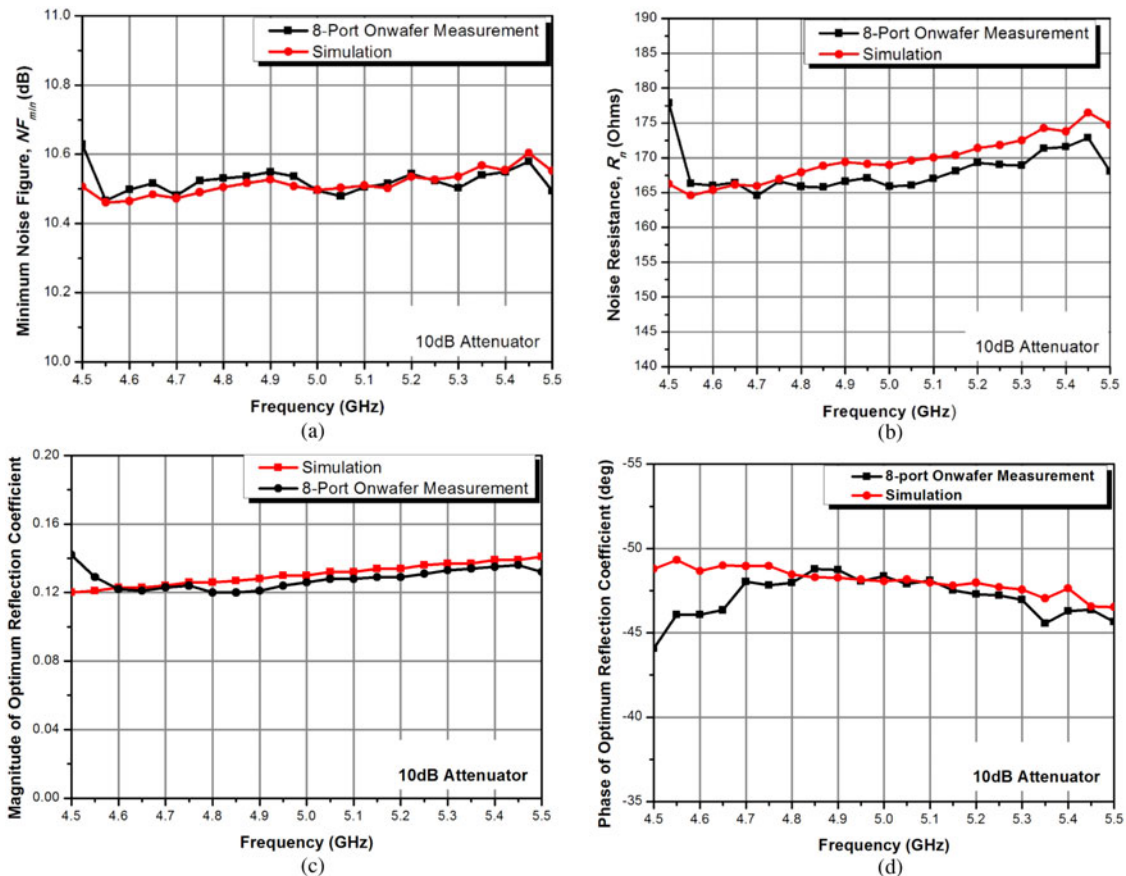 11.0
10.8
10.6
10.4
10.2
10.0
Minimum Noise Figure, NFmin (dB)
8-Port Onwafer Measurement
Simulation
10dB Attenuator
4.5 4.6 4.7 4.8 4.9 5.0 5.1 5.2 5.3 5.4 5.5
Frequency (GHz)
(a)
190
185
180
175
170
165
160
155
150
145
140
Noise Resistance, Rn (Ohms)
8-Port Onwafer Measurement
Simulation
10dB Attenuator
4.5 4.6 4.7 4.8 4.9 5.0 5.1 5.2 5.3 5.4 5.5
Frequency (GHz)
(b)
0.20
0.16
0.12
0.08
0.04
0.00
Magnitude of Optimum Reflection Coefficient
Simulation
8-Port Onwafer Measurement
10dB Attenuator
4.5 4.6 4.7 4.8 4.9 5.0 5.1 5.2 5.3 5.4 5.5
Frequency (GHz)
(c)
-55
-50
-45
-40
-35
Phase of Optimum Reflection Coefficient (deg)
8-port Onwafer Measurement
Simulation
10dB Attenuator
4.5 4.6 4.7 4.8 4.9 5.0 5.1 5.2 5.3 5.4 5.5
Frequency (GHz)
(d)